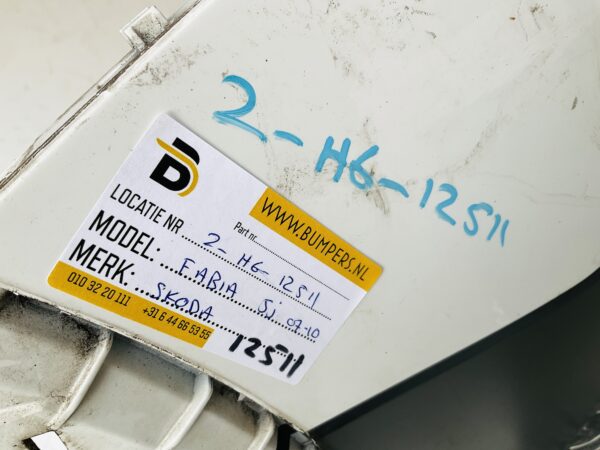 2-H6-12511
WWW.BUMPERS.NL
Part nr.
LOCATIE NR. 2-H6-12511
MODEL: FABIA 5J 07-10
MERK: SKODA
12511
010 32 20 111 +31 6 44 66 53 55